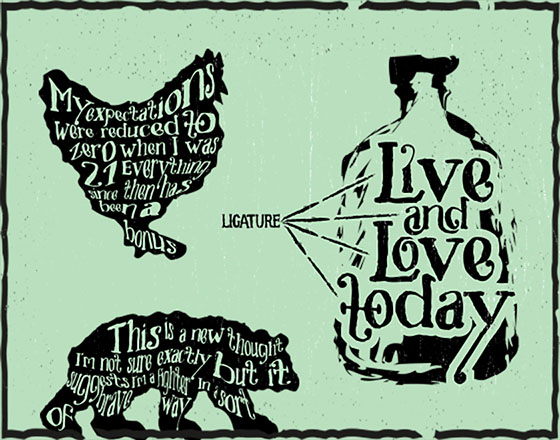 My expectations
were reduced to
zero when I was
21 Everything
since then has
been a
bonus
LIGATURE
Live
and
Love
today
This is a new thought
I'm not sure exactly but it
suggests I'm a fighter in a sort
of brave way